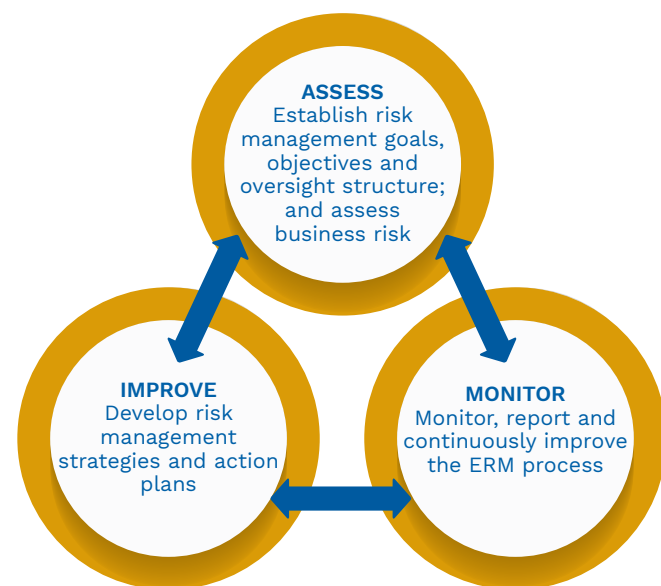 ASSESS
Establish risk
management goals,
objectives and
oversight structure;
and assess
business risk
IMPROVE
Develop risk
management
strategies and action
plans
MONITOR
Monitor, report and
continuously improve
the ERM process